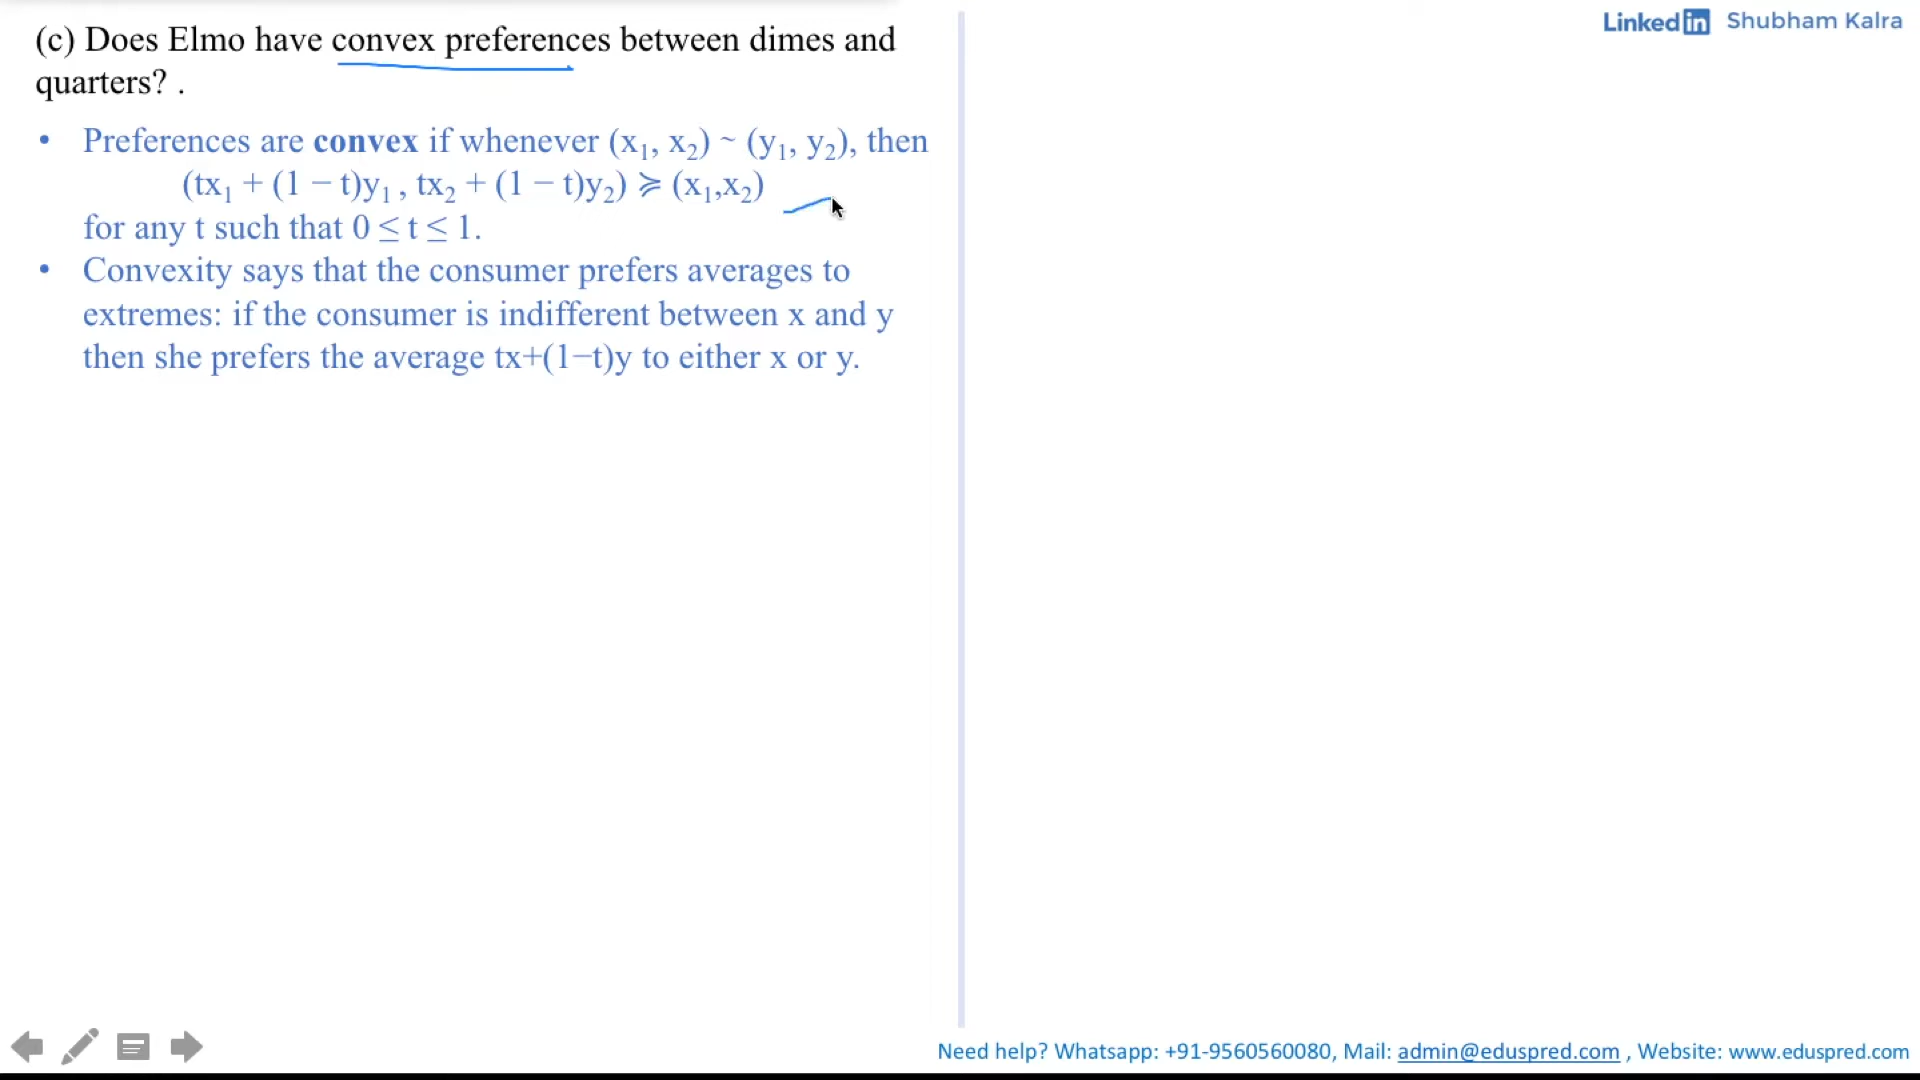 (c) Does Elmo have convex preferences between dimes and
quarters? .
• Preferences are convex if whenever (x₁, x₂) ~ (y₁, y₂), then
(tx₁ + (1 − t)y₁ , tx₂ + (1 − t)y₂) ≽ (x₁,x₂)
for any t such that 0 ≤ t ≤ 1.
• Convexity says that the consumer prefers averages to
extremes: if the consumer is indifferent between x and y
then she prefers the average tx+(1−t)y to either x or y.
Linked in Shubham Kalra
Need help? Whatsapp: +91-9560560080, Mail: admin@eduspred.com , Website: www.eduspred.com